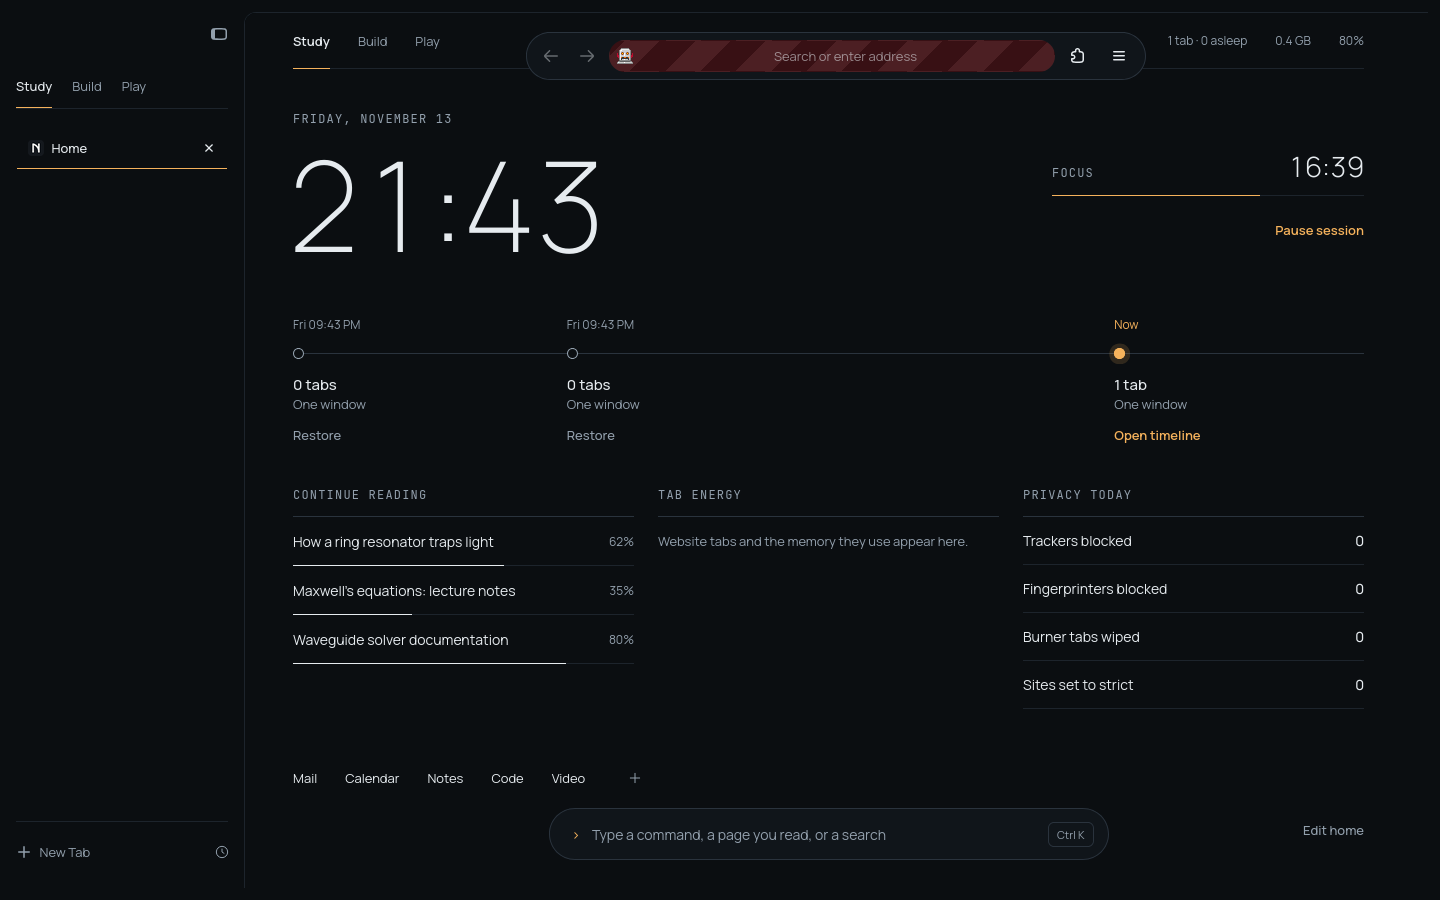 Study Build Play
Home
New Tab
Study Build Play
Search or enter address
1 tab · 0 asleep 0.4 GB 80%
FRIDAY, NOVEMBER 13
21:43
FOCUS 16:39
Pause session
Fri 09:43 PM Fri 09:43 PM Now
0 tabs 0 tabs 1 tab
One window One window One window
Restore Restore Open timeline
CONTINUE READING
How a ring resonator traps light 62%
Maxwell's equations: lecture notes 35%
Waveguide solver documentation 80%
TAB ENERGY
Website tabs and the memory they use appear here.
PRIVACY TODAY
Trackers blocked 0
Fingerprinters blocked 0
Burner tabs wiped 0
Sites set to strict 0
Mail Calendar Notes Code Video +
› Type a command, a page you read, or a search Ctrl K
Edit home